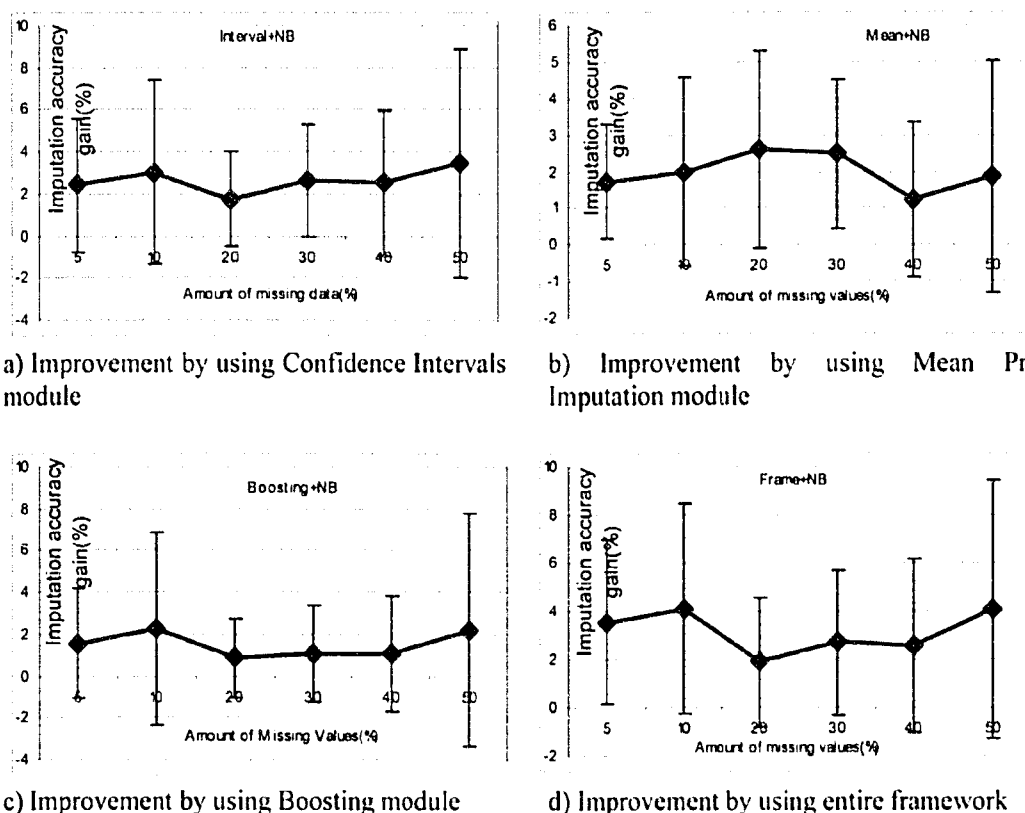 10
8
6
4
2
0
-2
-4
Imputation accuracy
gain(%)
Interval+NB
5 10 20 30 40 50
Amount of missing data(%)
6
5
4
3
2
1
0
-1
-2
Imputation accuracy
gain(%)
Mean+NB
5 10 20 30 40 50
Amount of missing values(%)
a) Improvement by using Confidence Intervals
module
b) Improvement by using Mean Pr
Imputation module
10
8
6
4
2
0
-2
-4
Imputation accuracy
gain(%)
Boosting+NB
5 10 20 30 40 50
Amount of Missing Values(%)
10
8
6
4
2
0
-2
Imputation accuracy
gain(%)
Frame+NB
5 10 20 30 40 50
Amount of missing values(%)
c) Improvement by using Boosting module
d) Improvement by using entire framework